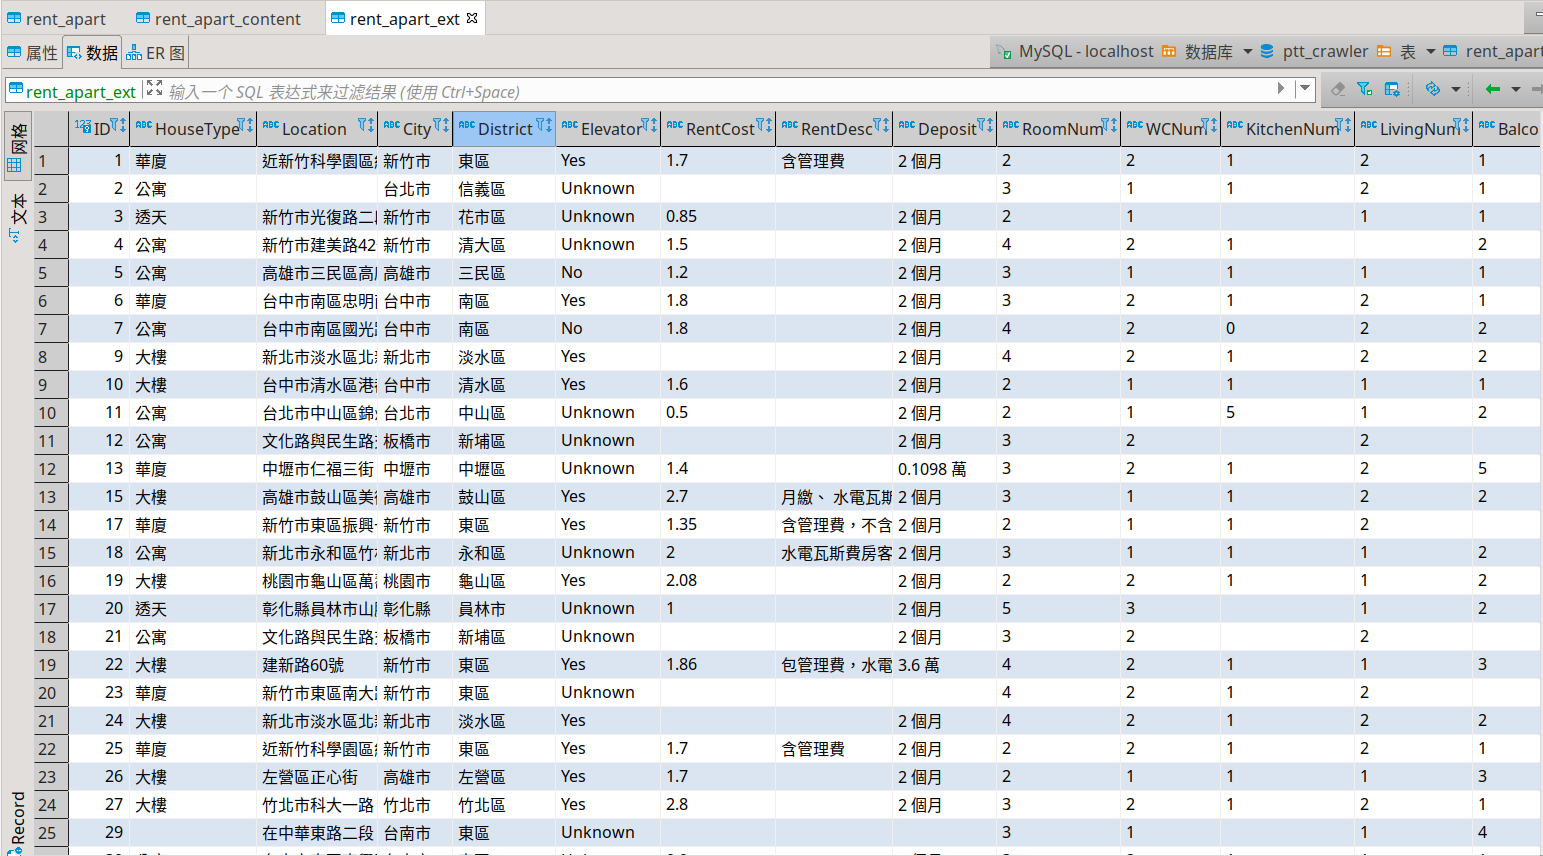 rent_apart rent_apart_content rent_apart_ext
属性 数据 ER 图 MySQL - localhost 数据库 ptt_crawler 表 rent_apart
rent_apart_ext 输入一个 SQL 表达式来过滤结果 (使用 Ctrl+Space)
网格
文本
Record
123 ID ABC HouseType ABC Location ABC City ABC District ABC Elevator ABC RentCost ABC RentDesc ABC Deposit ABC RoomNum ABC WCNum ABC KitchenNum ABC LivingNum ABC Balco
1 1 華廈 近新竹科學園區 新竹市 東區 Yes 1.7 含管理費 2 個月 2 2 1 2 1
2 2 公寓 台北市 信義區 Unknown 3 1 1 2 1
3 3 透天 新竹市光復路二 新竹市 花市區 Unknown 0.85 2 個月 2 1 1 1
4 4 公寓 新竹市建美路42 新竹市 清大區 Unknown 1.5 2 個月 4 2 1 2
5 5 公寓 高雄市三民區高 高雄市 三民區 No 1.2 2 個月 3 1 1 1 1
6 6 華廈 台中市南區忠明 台中市 南區 Yes 1.8 2 個月 3 2 1 2 1
7 7 公寓 台中市南區國光 台中市 南區 No 1.8 2 個月 4 2 0 2 2
8 9 大樓 新北市淡水區北 新北市 淡水區 Yes 2 個月 4 2 1 2 2
9 10 大樓 台中市清水區港 台中市 清水區 Yes 1.6 2 個月 2 1 1 1 1
10 11 公寓 台北市中山區錦 台北市 中山區 Unknown 0.5 2 個月 2 1 5 1 2
11 12 公寓 文化路與民生路 板橋市 新埔區 Unknown 2 個月 3 2 2
12 13 華廈 中壢市仁福三街 中壢市 中壢區 Unknown 1.4 0.1098 萬 3 2 1 2 5
13 15 大樓 高雄市鼓山區美 高雄市 鼓山區 Yes 2.7 月繳、 水電瓦斯 2 個月 3 1 1 2 2
14 17 華廈 新竹市東區振興 新竹市 東區 Yes 1.35 含管理費，不含 2 個月 2 1 1 2
15 18 公寓 新北市永和區竹 新北市 永和區 Unknown 2 水電瓦斯費房客 2 個月 3 1 1 1 2
16 19 大樓 桃園市龜山區萬 桃園市 龜山區 Yes 2.08 2 個月 2 2 1 1 2
17 20 透天 彰化縣員林市山 彰化縣 員林市 Unknown 1 2 個月 5 3 1 2
18 21 公寓 文化路與民生路 板橋市 新埔區 Unknown 2 個月 3 2 2
19 22 大樓 建新路60號 新竹市 東區 Yes 1.86 包管理費，水電 3.6 萬 4 2 1 1 3
20 23 華廈 新竹市東區南大 新竹市 東區 Unknown 4 2 1 2
21 24 大樓 新北市淡水區北 新北市 淡水區 Yes 2 個月 4 2 1 2 2
22 25 華廈 近新竹科學園區 新竹市 東區 Yes 1.7 含管理費 2 個月 2 2 1 2 1
23 26 大樓 左營區正心街 高雄市 左營區 Yes 1.7 2 個月 2 1 1 1 3
24 27 大樓 竹北市科大一路 竹北市 竹北區 Yes 2.8 2 個月 3 2 1 2 1
25 29 在中華東路二段 台南市 東區 Unknown 3 1 1 4